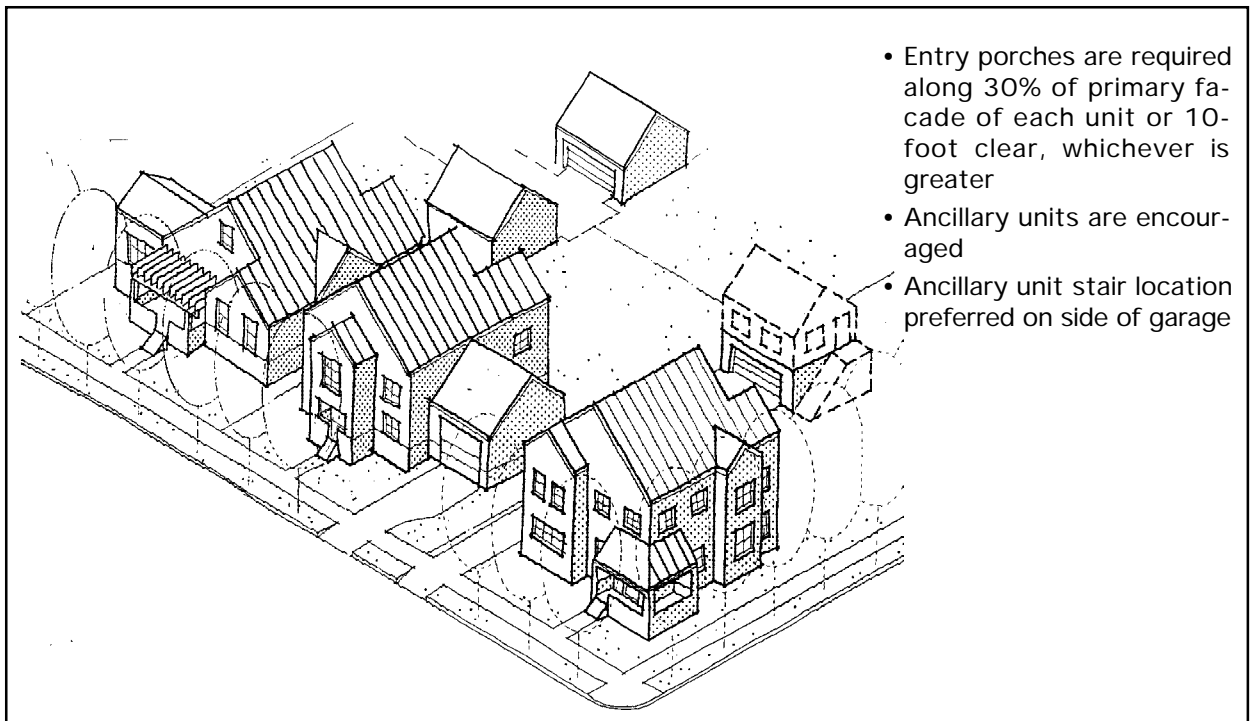 • Entry porches are required
along 30% of primary fa-
cade of each unit or 10-
foot clear, whichever is
greater
• Ancillary units are encour-
aged
• Ancillary unit stair location
preferred on side of garage